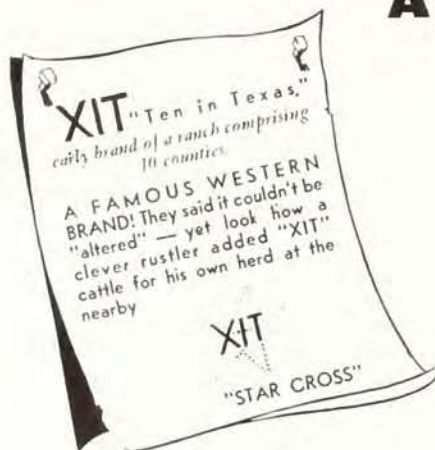 A
XIT "Ten in Texas,"
early brand of a ranch comprising
10 counties.
A FAMOUS WESTERN
BRAND! They said it couldn't be
"altered" — yet look how a
clever rustler added "XIT"
cattle for his own herd at the
nearby
XIT
"STAR CROSS"